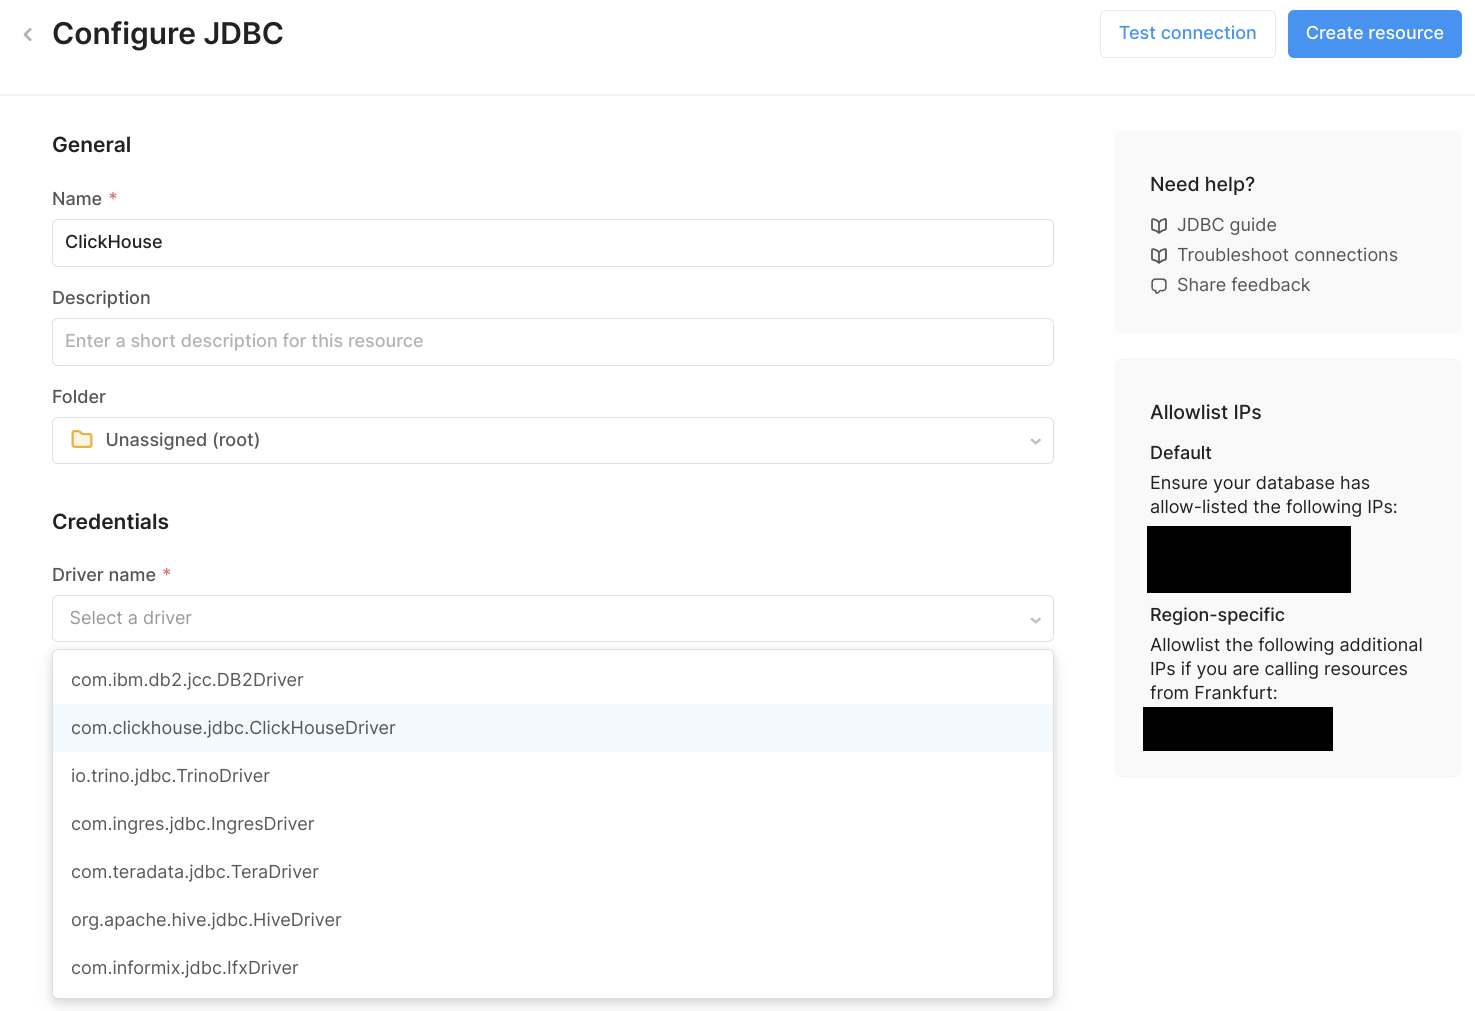 Configure JDBC
Test connection
Create resource
General
Name *
ClickHouse
Description
Enter a short description for this resource
Folder
Unassigned (root)
Credentials
Driver name *
Select a driver
com.ibm.db2.jcc.DB2Driver
com.clickhouse.jdbc.ClickHouseDriver
io.trino.jdbc.TrinoDriver
com.ingres.jdbc.IngresDriver
com.teradata.jdbc.TeraDriver
org.apache.hive.jdbc.HiveDriver
com.informix.jdbc.IfxDriver
Need help?
JDBC guide
Troubleshoot connections
Share feedback
Allowlist IPs
Default
Ensure your database has
allow-listed the following IPs:
Region-specific
Allowlist the following additional
IPs if you are calling resources
from Frankfurt: